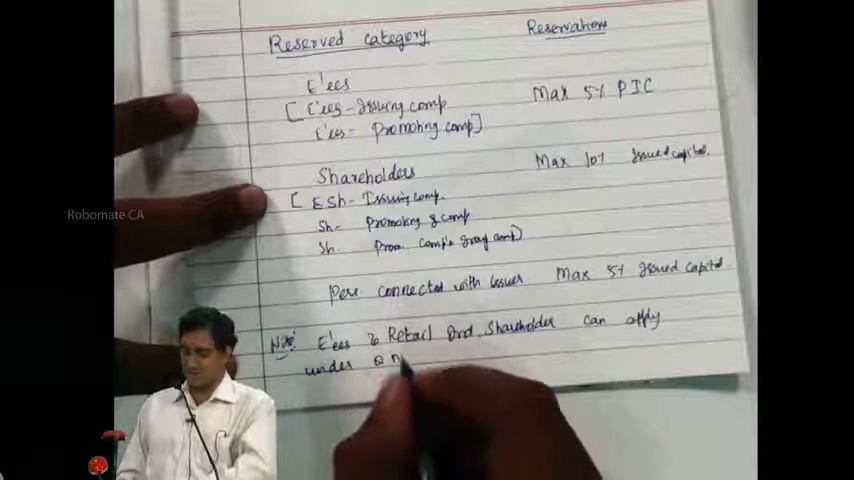 Reserved category Reservation
E'ees
[ E'ees - Issuing comp Max 5% PIC
E'ees - Promoting comp]
Shareholders Max 10% Issued capital.
[ Sh - Issuing comp.
Sh - Promoting comp
Sh. Prom. comp's group comp]
Pers. connected with issuer Max 5% Issued capital.
Note: E'ees & Retail Ind. Shareholder can apply
under
Robomate CA